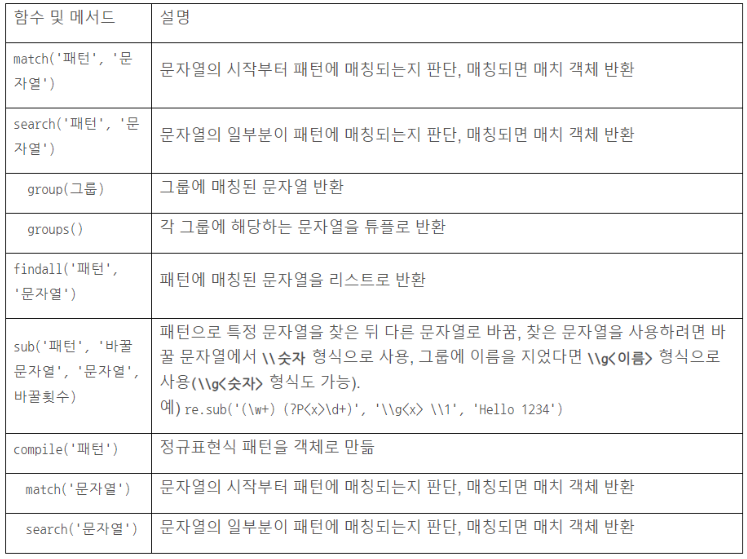 함수 및 메서드
설명
match('패턴', '문
자열')
문자열의 시작부터 패턴에 매칭되는지 판단, 매칭되면 매치 객체 반환
search('패턴', '문
자열')
문자열의 일부분이 패턴에 매칭되는지 판단, 매칭되면 매치 객체 반환
group(그룹)
그룹에 매칭된 문자열 반환
groups()
각 그룹에 해당하는 문자열을 튜플로 반환
findall('패턴',
'문자열')
패턴에 매칭된 문자열을 리스트로 반환
sub('패턴', '바꿀
문자열', '문자열',
바꿀횟수)
패턴으로 특정 문자열을 찾은 뒤 다른 문자열로 바꿈, 찾은 문자열을 사용하려면 바
꿀 문자열에서 \\숫자 형식으로 사용, 그룹에 이름을 지었다면 \\g<이름> 형식으로
사용(\\g<숫자> 형식도 가능).
예) re.sub('(\w+) (?P<x>\d+)', '\\g<x> \\1', 'Hello 1234')
compile('패턴')
정규표현식 패턴을 객체로 만듦
match('문자열')
문자열의 시작부터 패턴에 매칭되는지 판단, 매칭되면 매치 객체 반환
search('문자열')
문자열의 일부분이 패턴에 매칭되는지 판단, 매칭되면 매치 객체 반환